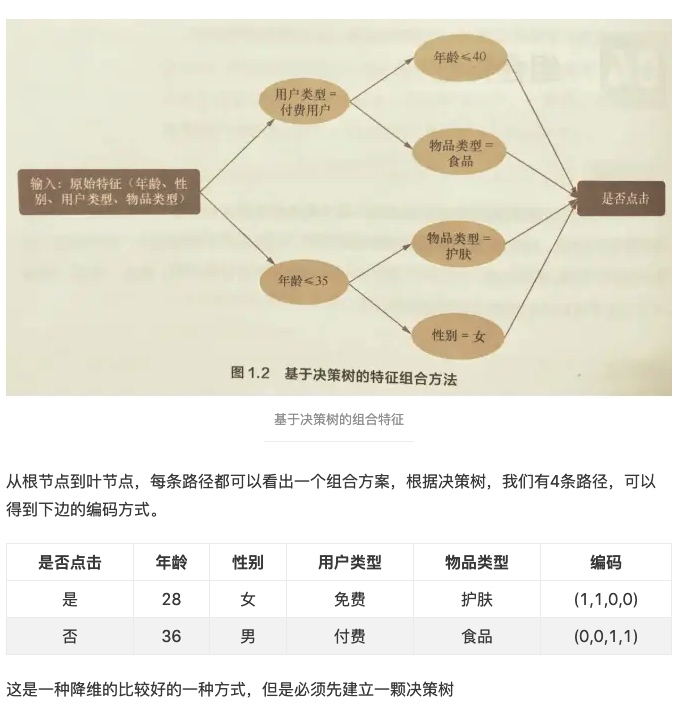 年龄≤40
用户类型=
付费用户
物品类型=
食品
输入：原始特征（年龄、性
别、用户类型、物品类型）
是否点击
物品类型=
护肤
年龄≤35
性别=女
图1.2 基于决策树的特征组合方法
基于决策树的组合特征
从根节点到叶节点，每条路径都可以看出一个组合方案，根据决策树，我们有4条路径，可以
得到下边的编码方式。
是否点击 年龄 性别 用户类型 物品类型 编码
是 28 女 免费 护肤 (1,1,0,0)
否 36 男 付费 食品 (0,0,1,1)
这是一种降维的比较好的一种方式，但是必须先建立一颗决策树